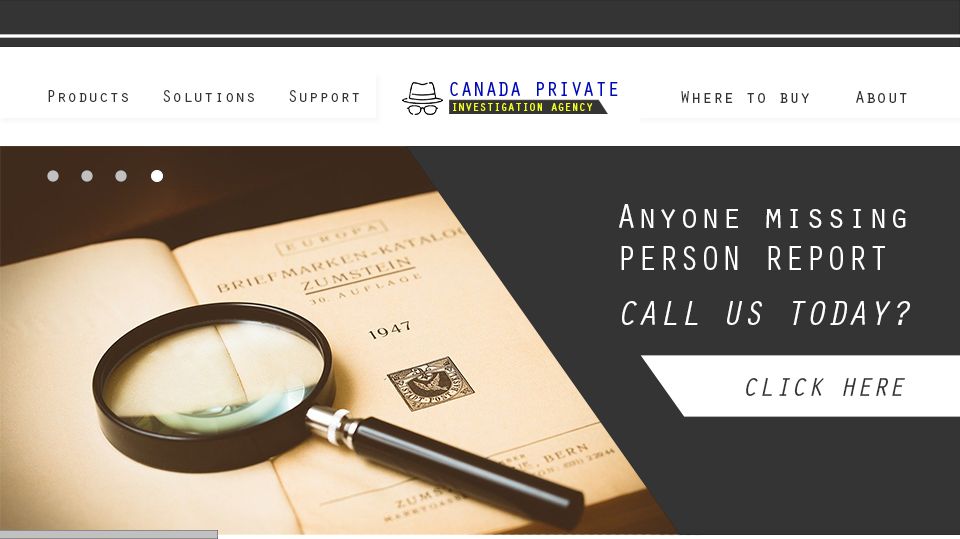 Products Solutions Support
CANADA PRIVATE
INVESTIGATION AGENCY
Where to buy About
Anyone missing
person report
CALL US TODAY?
CLICK HERE
EUROPA
BRIEFMARKEN-KATALOG
ZUMSTEIN
30. AUFLAGE
1947
BERN